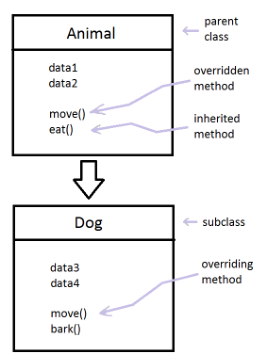 Animal
parent
class
data1
data2
overridden
method
move()
eat()
inherited
method
Dog
subclass
data3
data4
overriding
method
move()
bark()